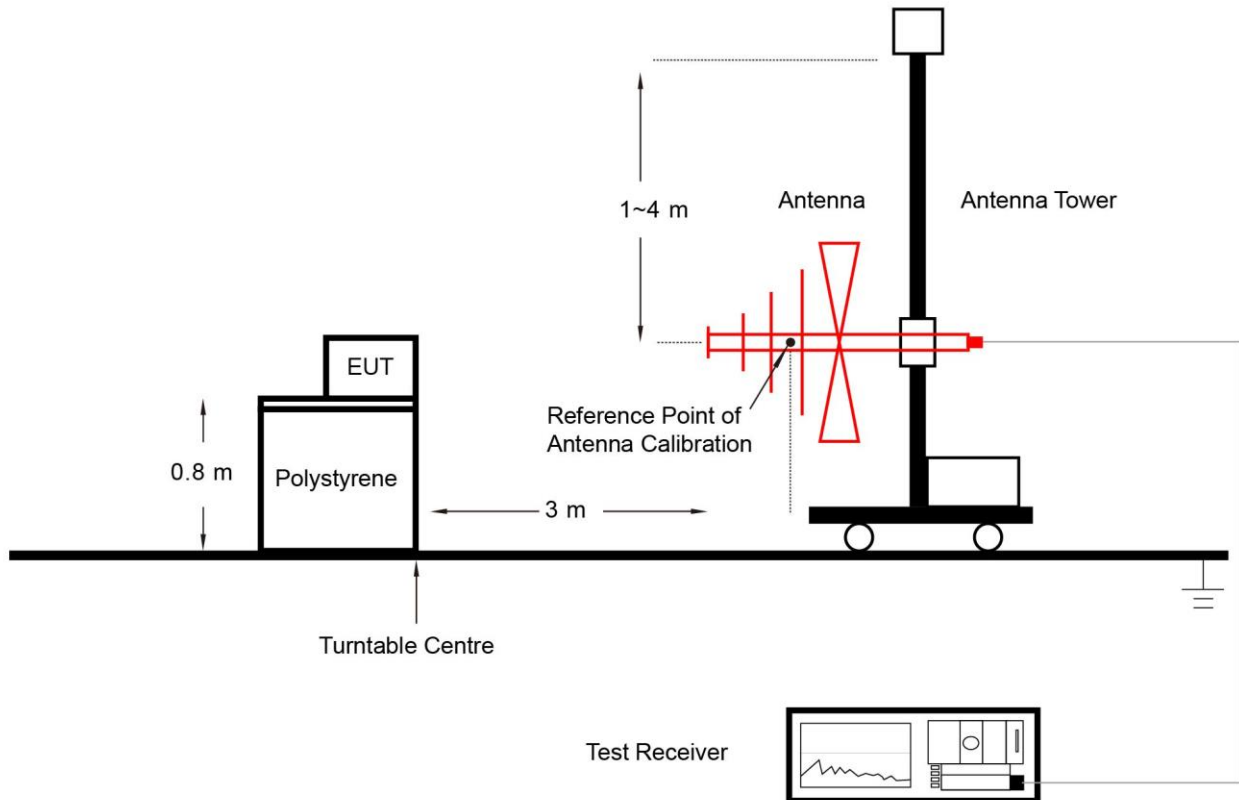 1~4 m
Antenna
Antenna Tower
EUT
Reference Point of
Antenna Calibration
0.8 m
Polystyrene
3 m
Turntable Centre
Test Receiver